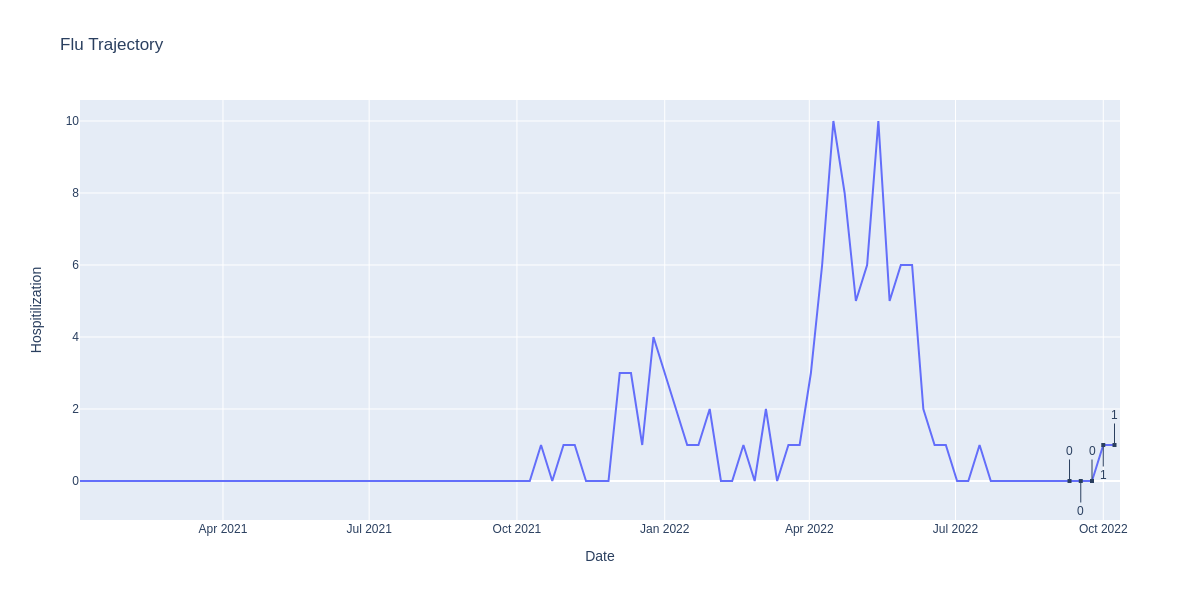 Flu Trajectory
10
8
6
4
2
0
Hospitilization
0
0
0
1
1
Apr 2021
Jul 2021
Oct 2021
Jan 2022
Apr 2022
Jul 2022
Oct 2022
Date